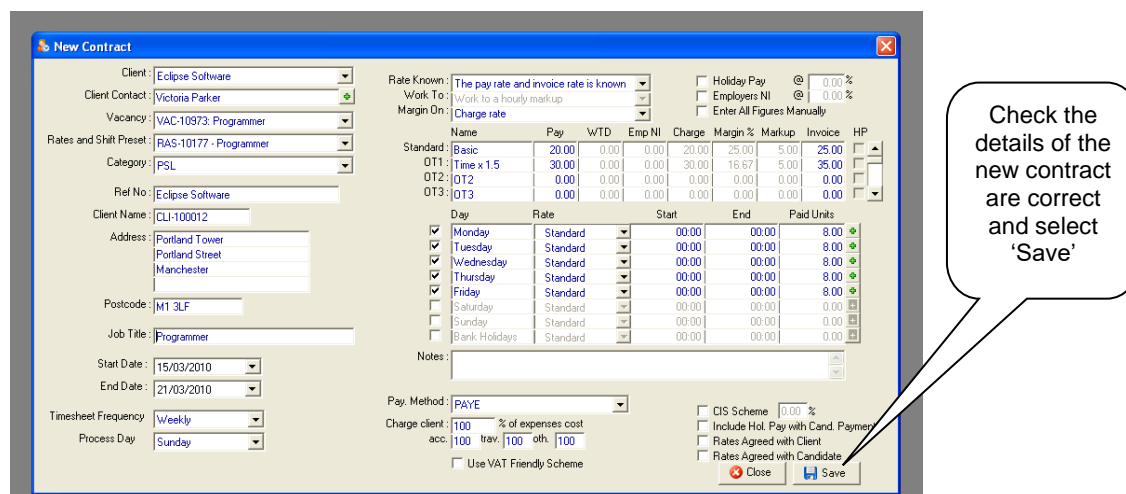 New Contract
Client : Eclipse Software
Client Contact : Victoria Parker
Vacancy : VAC-10973: Programmer
Rates and Shift Preset : RAS-10177 - Programmer
Category : PSL
Ref No : Eclipse Software
Client Name : CLI-100012
Address : Portland Tower
Portland Street
Manchester
Postcode : M1 3LF
Job Title : Programmer
Start Date : 15/03/2010
End Date : 21/03/2010
Timesheet Frequency Weekly
Process Day Sunday
Rate Known : The pay rate and invoice rate is known
Work To : Work to a hourly markup
Margin On : Charge rate
Holiday Pay @ 0.00 %
Employers NI @ 0.00 %
Enter All Figures Manually
Name Pay WTD Emp NI Charge Margin % Markup Invoice HP
Standard : Basic 20.00 0.00 0.00 20.00 25.00 5.00 25.00
OT1 : Time x 1.5 30.00 0.00 0.00 30.00 16.67 5.00 35.00
OT2 : OT2 0.00 0.00 0.00 0.00 0.00 0.00 0.00
OT3 : OT3 0.00 0.00 0.00 0.00 0.00 0.00 0.00
Day Rate Start End Paid Units
Monday Standard 00:00 00:00 8.00
Tuesday Standard 00:00 00:00 8.00
Wednesday Standard 00:00 00:00 8.00
Thursday Standard 00:00 00:00 8.00
Friday Standard 00:00 00:00 8.00
Saturday Standard 00:00 00:00 0.00
Sunday Standard 00:00 00:00 0.00
Bank Holidays Standard 00:00 00:00 0.00
Notes :
Pay. Method : PAYE
Charge client : 100 % of expenses cost
acc. 100 trav. 100 oth. 100
Use VAT Friendly Scheme
CIS Scheme 0.00 %
Include Hol. Pay with Cand. Payment
Rates Agreed with Client
Rates Agreed with Candidate
Close Save
Check the
details of the
new contract
are correct
and select
‘Save’